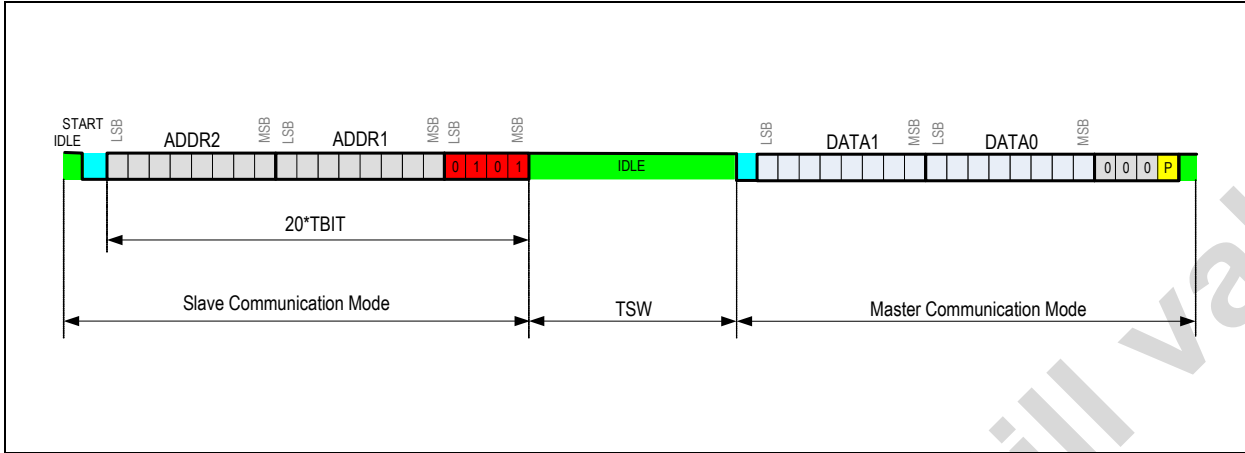 START
IDLE
LSB ADDR2 MSB LSB ADDR1 MSB LSB MSB
LSB DATA1 MSB LSB DATA0 MSB
0 1 0 1
IDLE
0 0 0 P
20*TBIT
Slave Communication Mode
TSW
Master Communication Mode